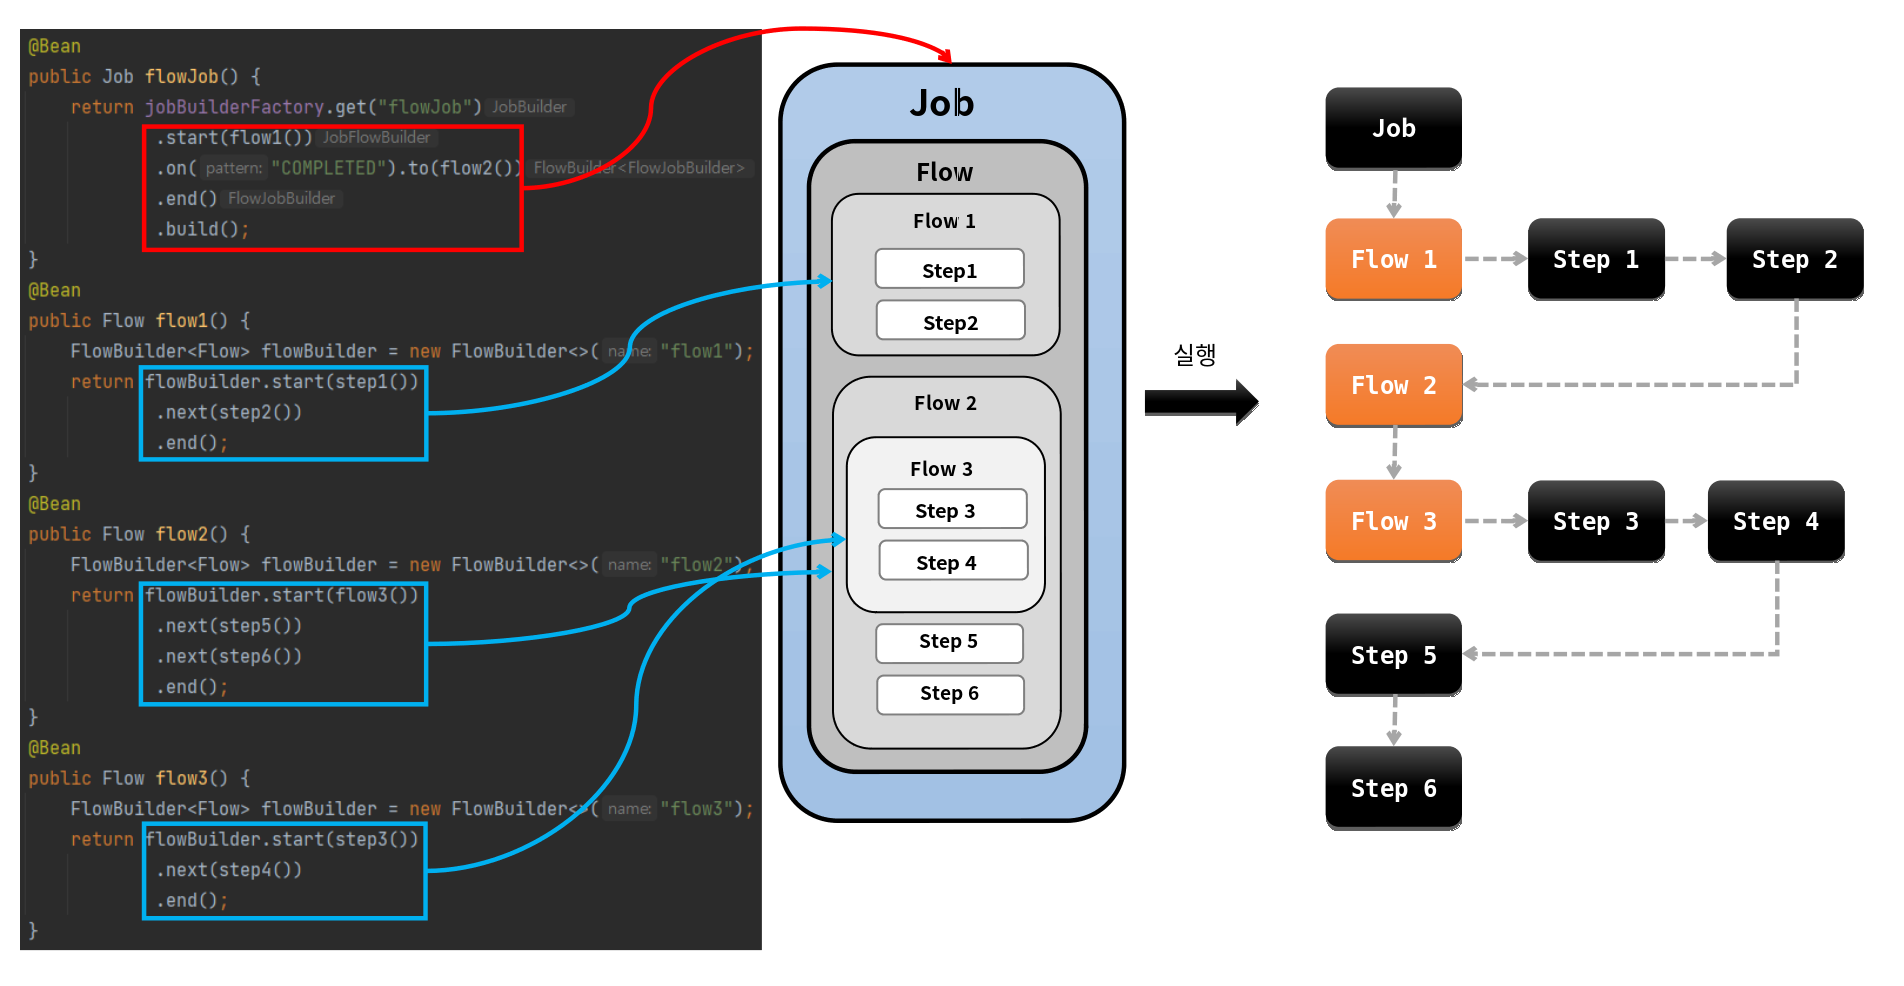 @Bean
public Job flowJob() {
return jobBuilderFactory.get("flowJob") JobBuilder
.start(flow1()) JobFlowBuilder
.on( pattern: "COMPLETED").to(flow2()) FlowBuilder<FlowJobBuilder>
.end() FlowJobBuilder
.build();
}
@Bean
public Flow flow1() {
FlowBuilder<Flow> flowBuilder = new FlowBuilder<>( name: "flow1");
return flowBuilder.start(step1())
.next(step2())
.end();
}
@Bean
public Flow flow2() {
FlowBuilder<Flow> flowBuilder = new FlowBuilder<>( name: "flow2");
return flowBuilder.start(flow3())
.next(step5())
.next(step6())
.end();
}
@Bean
public Flow flow3() {
FlowBuilder<Flow> flowBuilder = new FlowBuilder<>( name: "flow3");
return flowBuilder.start(step3())
.next(step4())
.end();
}
Job
Flow
Flow 1
Step1
Step2
Flow 2
Flow 3
Step 3
Step 4
Step 5
Step 6
실행
Job
Flow 1
Step 1
Step 2
Flow 2
Flow 3
Step 3
Step 4
Step 5
Step 6